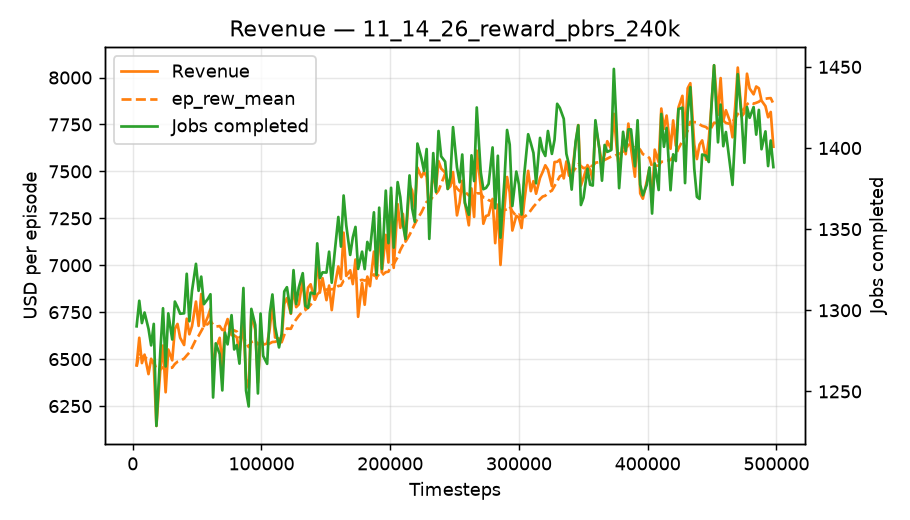 Revenue — 11_14_26_reward_pbrs_240k
Revenue
ep_rew_mean
Jobs completed
8000
7750
7500
7250
7000
6750
6500
6250
USD per episode
1450
1400
1350
1300
1250
Jobs completed
0
100000
200000
300000
400000
500000
Timesteps